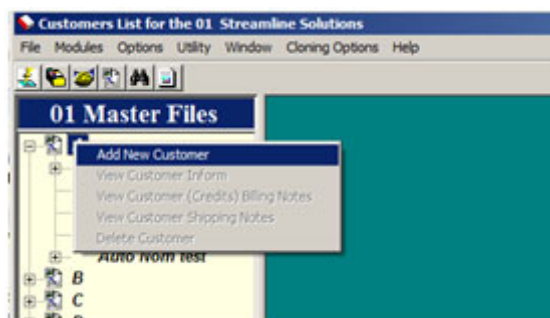 Customers List for the 01 Streamline Solutions
File Modules Options Utility Window Cloning Options Help
01 Master Files
Add New Customer
View Customer Inform
View Customer (Credits) Billing Notes
View Customer Shipping Notes
Delete Customer
Auto Nom test
B
C